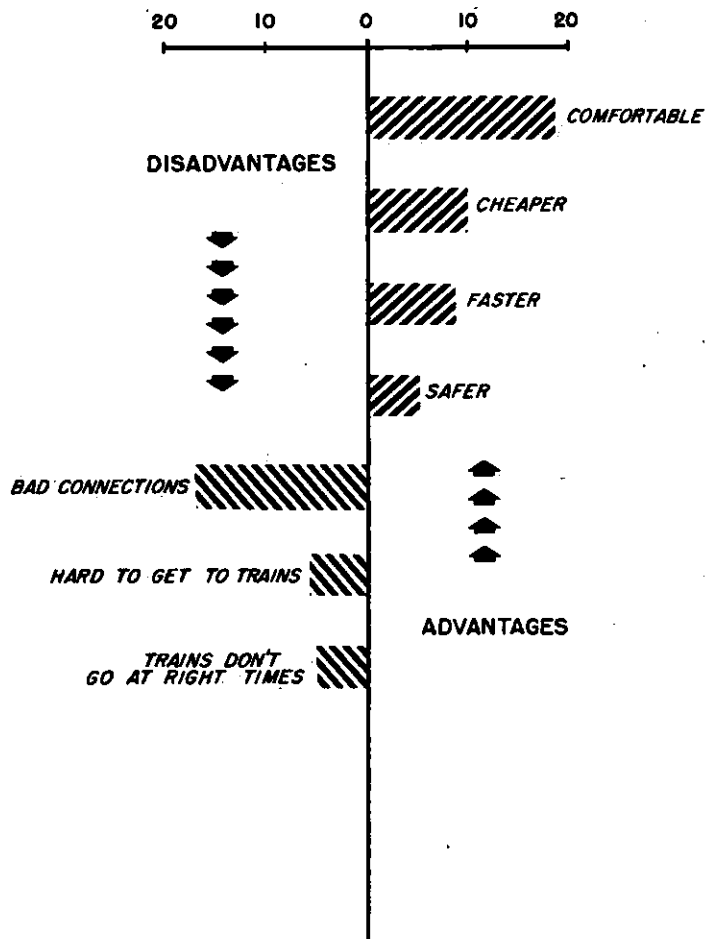 20 10 0 10 20
COMFORTABLE
DISADVANTAGES
CHEAPER
FASTER
SAFER
BAD CONNECTIONS
HARD TO GET TO TRAINS
ADVANTAGES
TRAINS DON'T
GO AT RIGHT TIMES